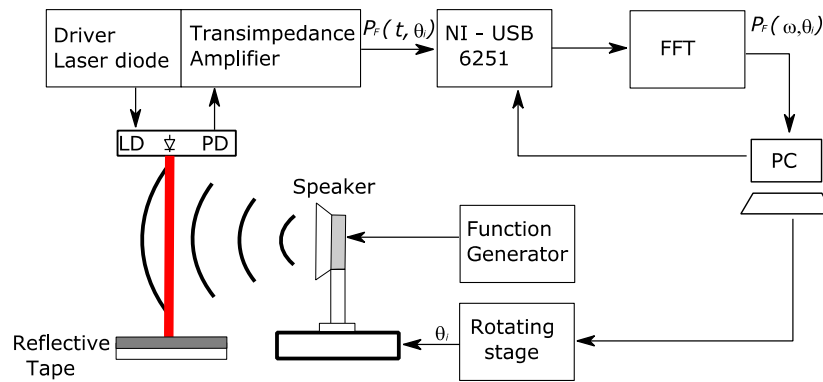 Driver
Laser diode
Transimpedance
Amplifier
P_F(t, θ_i)
NI - USB
6251
FFT
P_F(ω,θ_i)
LD
PD
PC
Speaker
Function
Generator
Reflective
Tape
θ_i
Rotating
stage